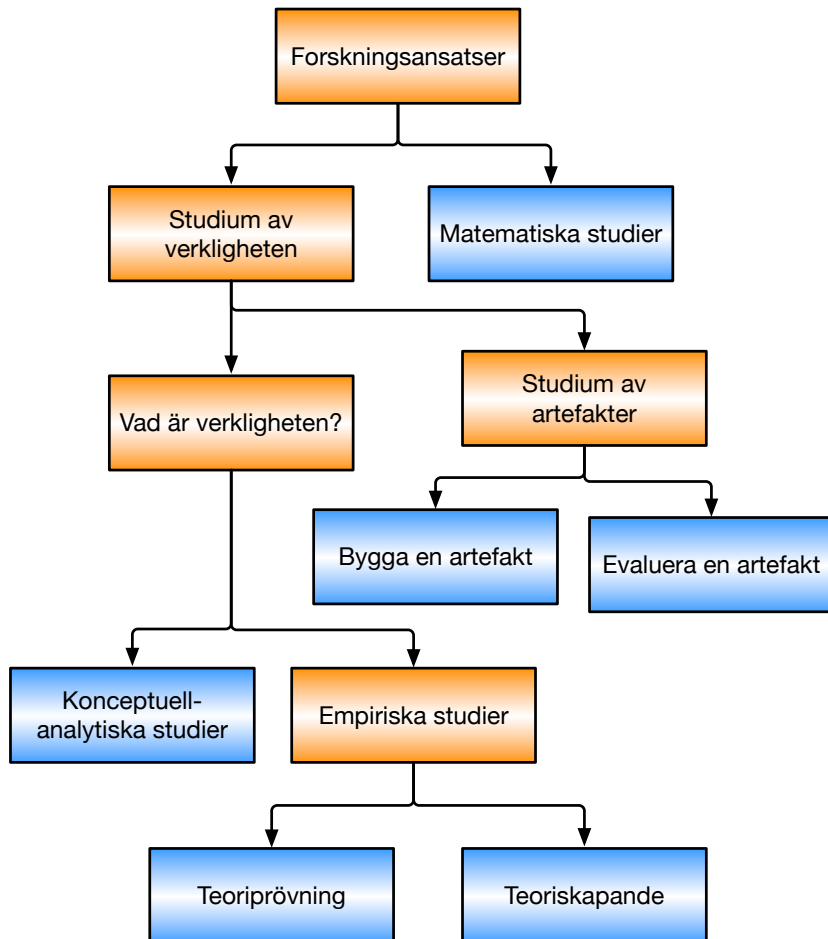 Forskningsansatser
Studium av
verkligheten
Matematiska studier
Vad är verkligheten?
Studium av
artefakter
Bygga en artefakt
Evaluera en artefakt
Konceptuell-
analytiska studier
Empiriska studier
Teoriprövning
Teoriskapande